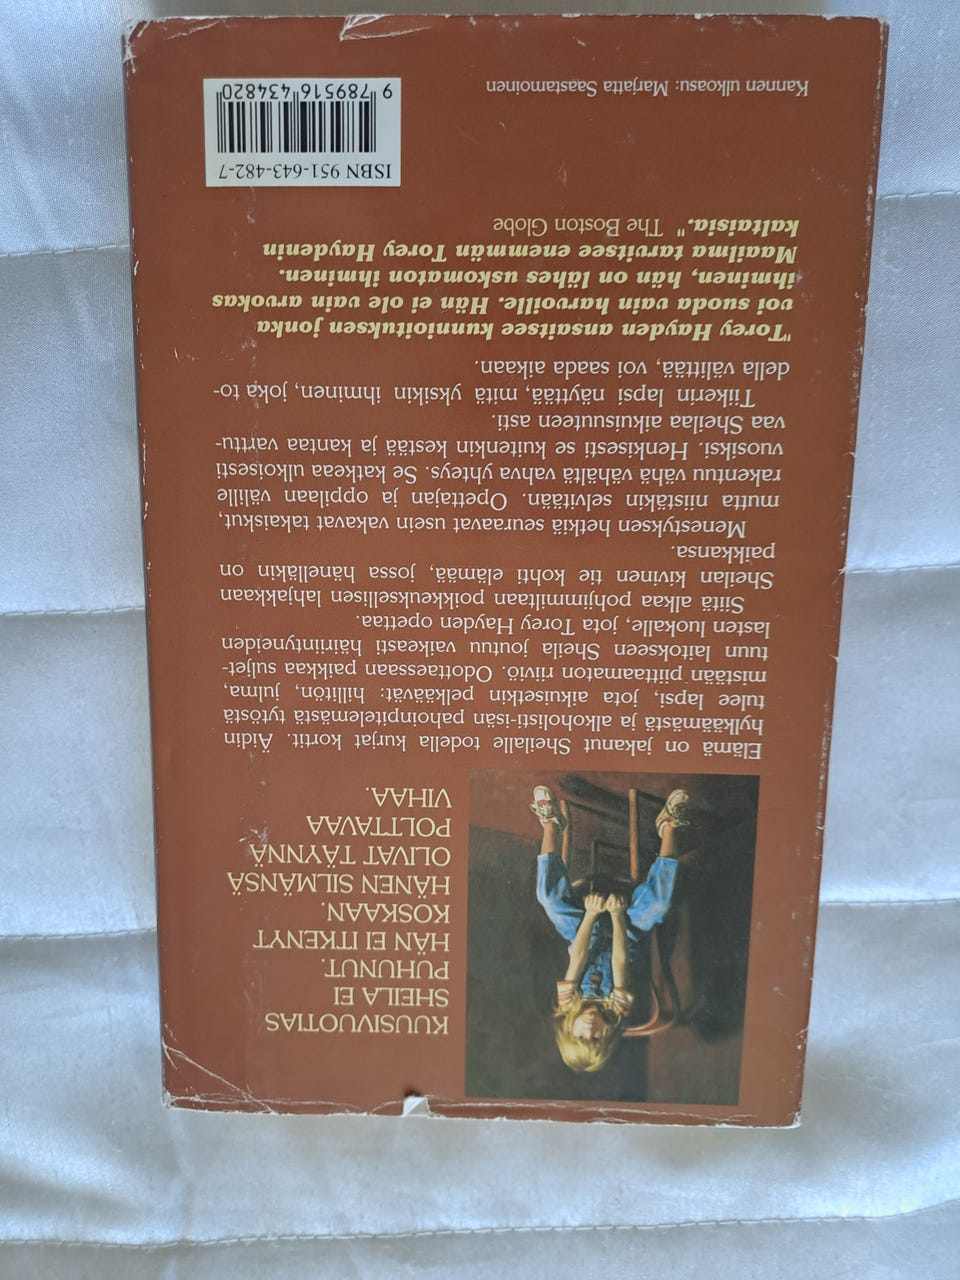 KUUSIVUOTIAS
SHEILA EI
PUHUNUT.
HÄN EI ITKENYT
KOSKAAN.
HÄNEN SILMÄNSÄ
OLIVAT TÄYNNÄ
POLTTAVAA
VIHAA.
Elämä on jakanut Sheilalle todella kurjat kortit. Äidin
hylkäämästä ja alkoholisti-isän pahoinpitelemästä tytöstä
tulee lapsi, jota aikuisetkin pelkäävät: hillitön, julma,
mistään piittaamaton riiviö. Odottaessaan paikkaa suljet-
tuun laitokseen Sheila joutuu vaikeasti häiriintyneiden
lasten luokalle, jota Torey Hayden opettaa.
Siitä alkaa pohjimmiltaan poikkeuksellisen lahjakkaan
Sheilan kivinen tie kohti elämää, jossa hänelläkin on
paikkansa.
Menestyksen hetkiä seuraavat usein vakavat takaiskut,
mutta niistäkin selvitään. Opettajan ja oppilaan välille
rakentuu vähä vähältä vahva yhteys. Se katkeaa ulkoisesti
vuosiksi. Henkisesti se kuitenkin kestää ja kantaa varttu-
vaa Sheilaa aikuisuuteen asti.
Tiikerin lapsi näyttää, mitä yksikin ihminen, joka to-
della välittää, voi saada aikaan.
"Torey Hayden ansaitsee kunnioituksen jonka
voi suoda vain harvoille. Hän ei ole vain arvokas
ihminen, hän on lähes uskomaton ihminen.
Maailma tarvitsee enemmän Torey Haydenin
kaltaisia." The Boston Globe
ISBN 951-643-482-7
9 789516 434820
Kannen ulkoasu: Marjatta Saastamoinen